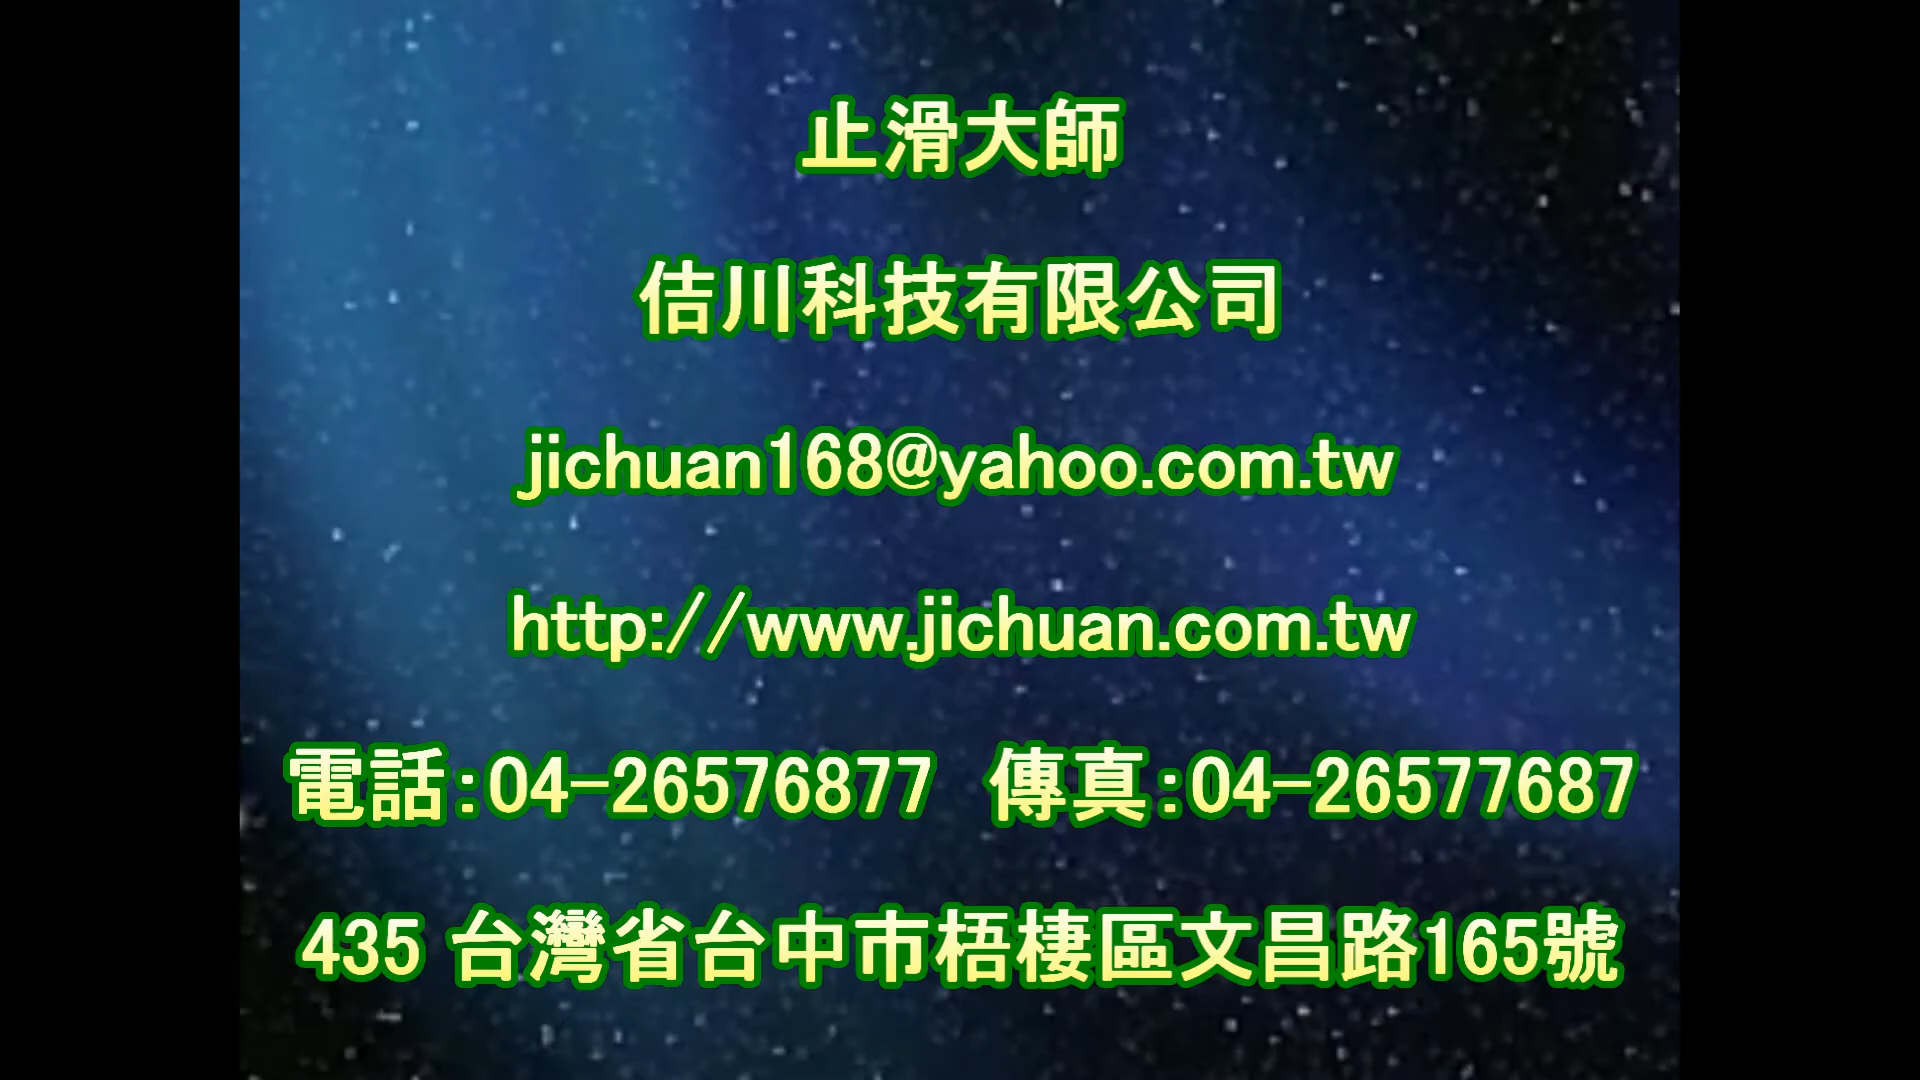 止滑大師
佶川科技有限公司
jichuan168@yahoo.com.tw
http://www.jichuan.com.tw
電話:04-26576877 傳真:04-26577687
435 台灣省台中市梧棲區文昌路165號